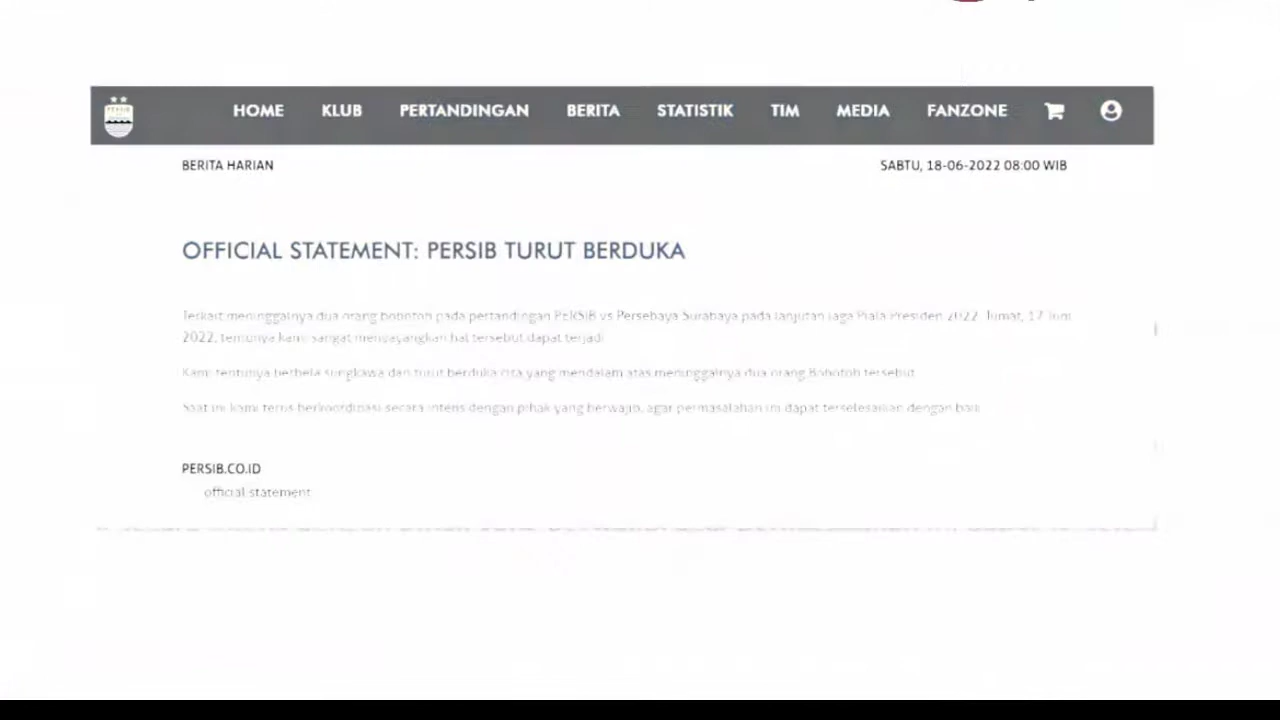 HOME KLUB PERTANDINGAN BERITA STATISTIK TIM MEDIA FANZONE
BERITA HARIAN SABTU, 18-06-2022 08:00 WIB
OFFICIAL STATEMENT: PERSIB TURUT BERDUKA
Terkait meninggalnya dua orang bobotoh pada pertandingan PERSIB vs Persebaya Surabaya pada lanjutan laga Piala Presiden 2022, Jumat, 17 Juni
2022, tentunya kami sangat menyayangkan hal tersebut dapat terjadi.
Kami tentunya berbela sungkawa dan turut berduka cita yang mendalam atas meninggalnya dua orang Bobotoh tersebut.
Saat ini kami terus berkoordinasi secara intens dengan pihak yang berwajib, agar permasalahan ini dapat terselesaikan dengan baik.
PERSIB.CO.ID
official statement